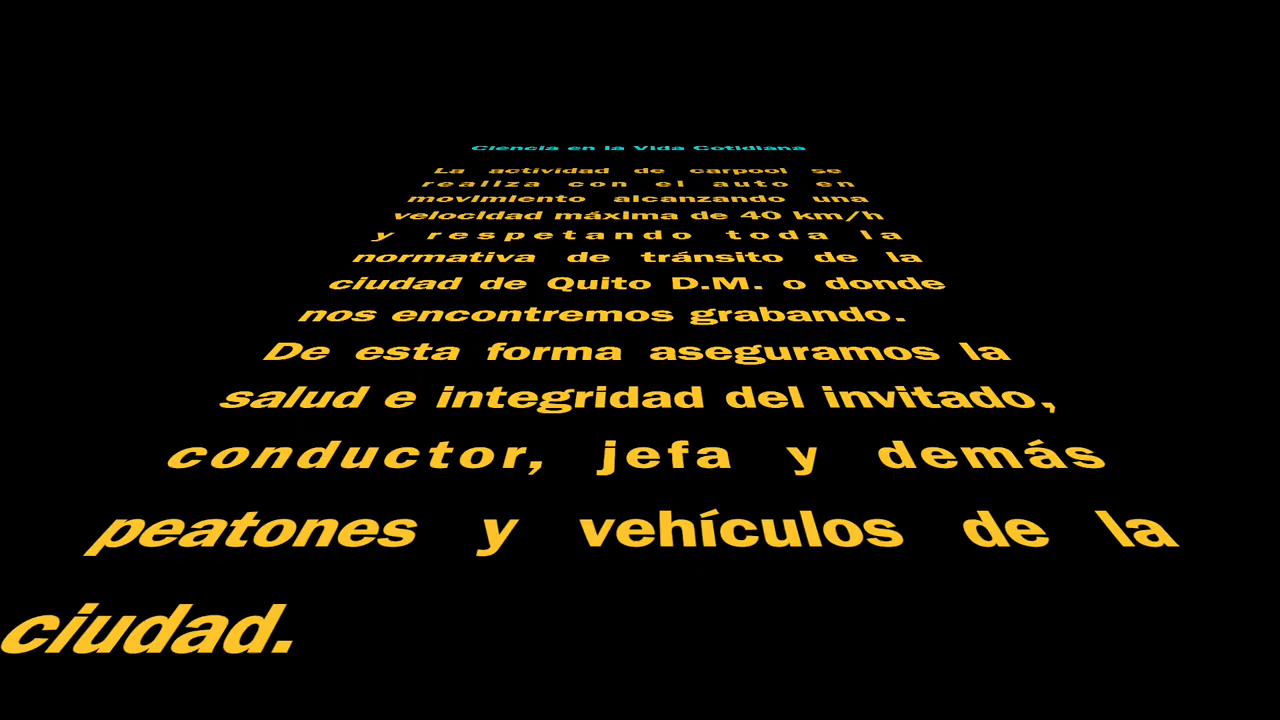 Ciencia en la Vida Cotidiana
La actividad de carpool se
realiza con el auto en
movimiento alcanzando una
velocidad máxima de 40 km/h
y respetando toda la
normativa de tránsito de la
ciudad de Quito D.M. o donde
nos encontremos grabando.
De esta forma aseguramos la
salud e integridad del invitado,
conductor, jefa y demás
peatones y vehículos de la
ciudad.